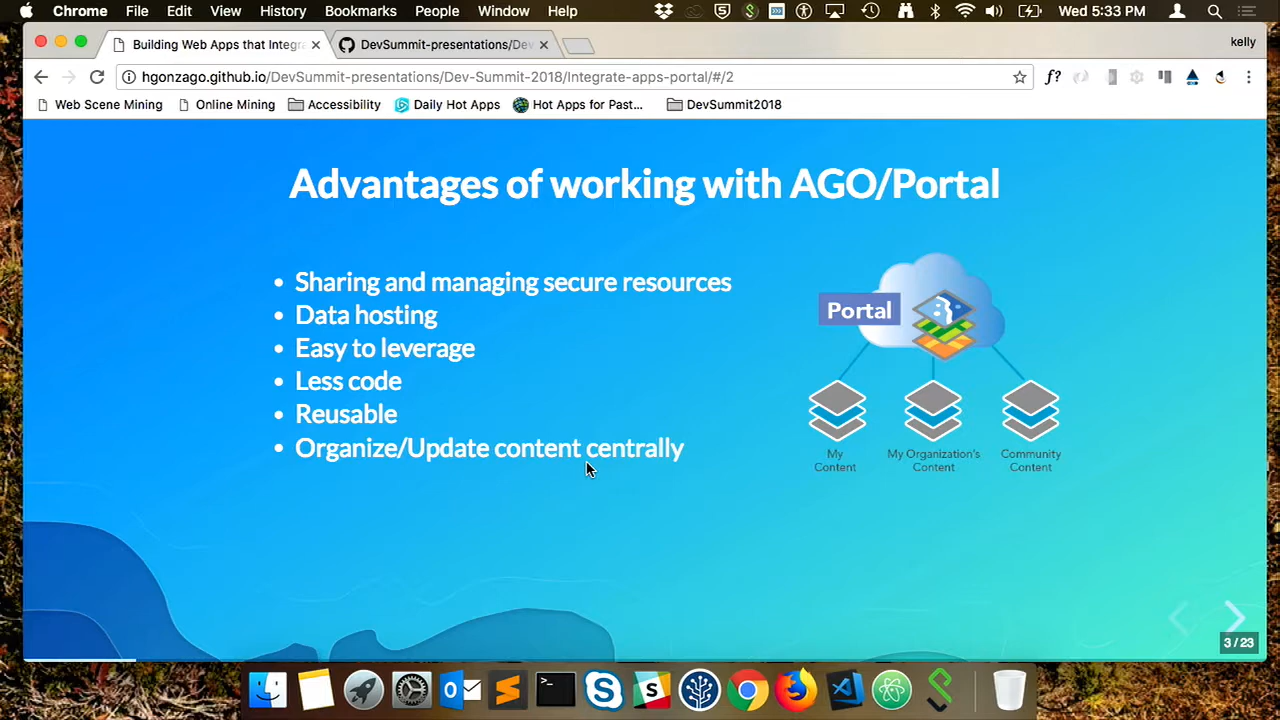 Chrome File Edit View History Bookmarks People Window Help Wed 5:33 PM
Building Web Apps that Integra DevSummit-presentations/Dev kelly
hgonzago.github.io/DevSummit-presentations/Dev-Summit-2018/Integrate-apps-portal/#/2 f?
Web Scene Mining Online Mining Accessibility Daily Hot Apps Hot Apps for Past... DevSummit2018
Advantages of working with AGO/Portal
• Sharing and managing secure resources
• Data hosting
• Easy to leverage
• Less code
• Reusable
• Organize/Update content centrally
Portal
My Content
My Organization's Content
Community Content
3 / 23